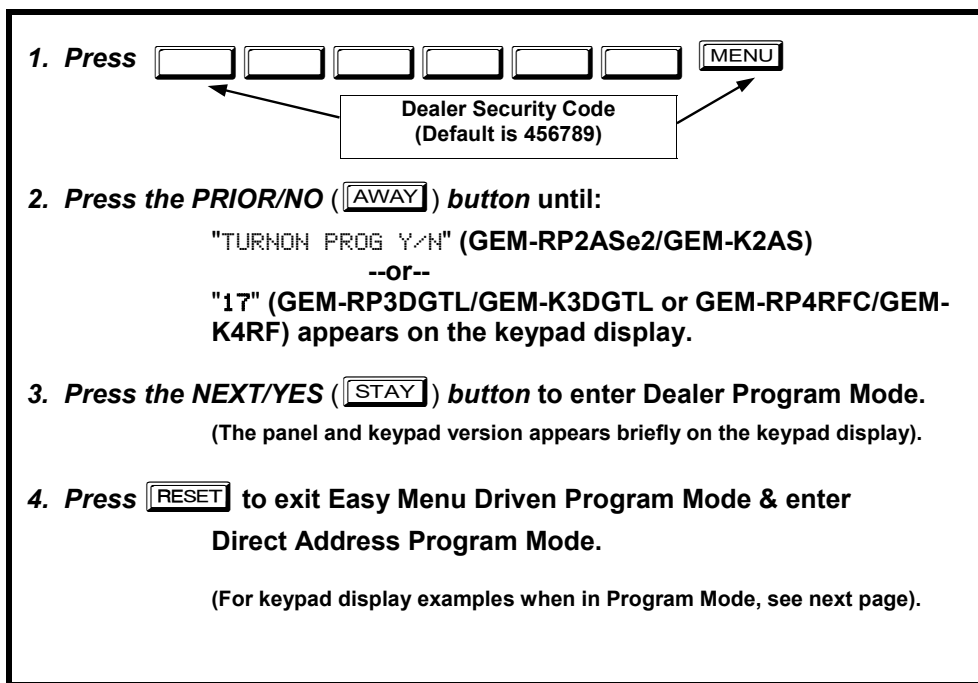 1. Press MENU
Dealer Security Code
(Default is 456789)
2. Press the PRIOR/NO (AWAY) button until:
"TURNON PROG Y/N" (GEM-RP2ASe2/GEM-K2AS)
--or--
"17" (GEM-RP3DGTL/GEM-K3DGTL or GEM-RP4RFC/GEM-
K4RF) appears on the keypad display.
3. Press the NEXT/YES (STAY) button to enter Dealer Program Mode.
(The panel and keypad version appears briefly on the keypad display).
4. Press RESET to exit Easy Menu Driven Program Mode & enter
Direct Address Program Mode.
(For keypad display examples when in Program Mode, see next page).